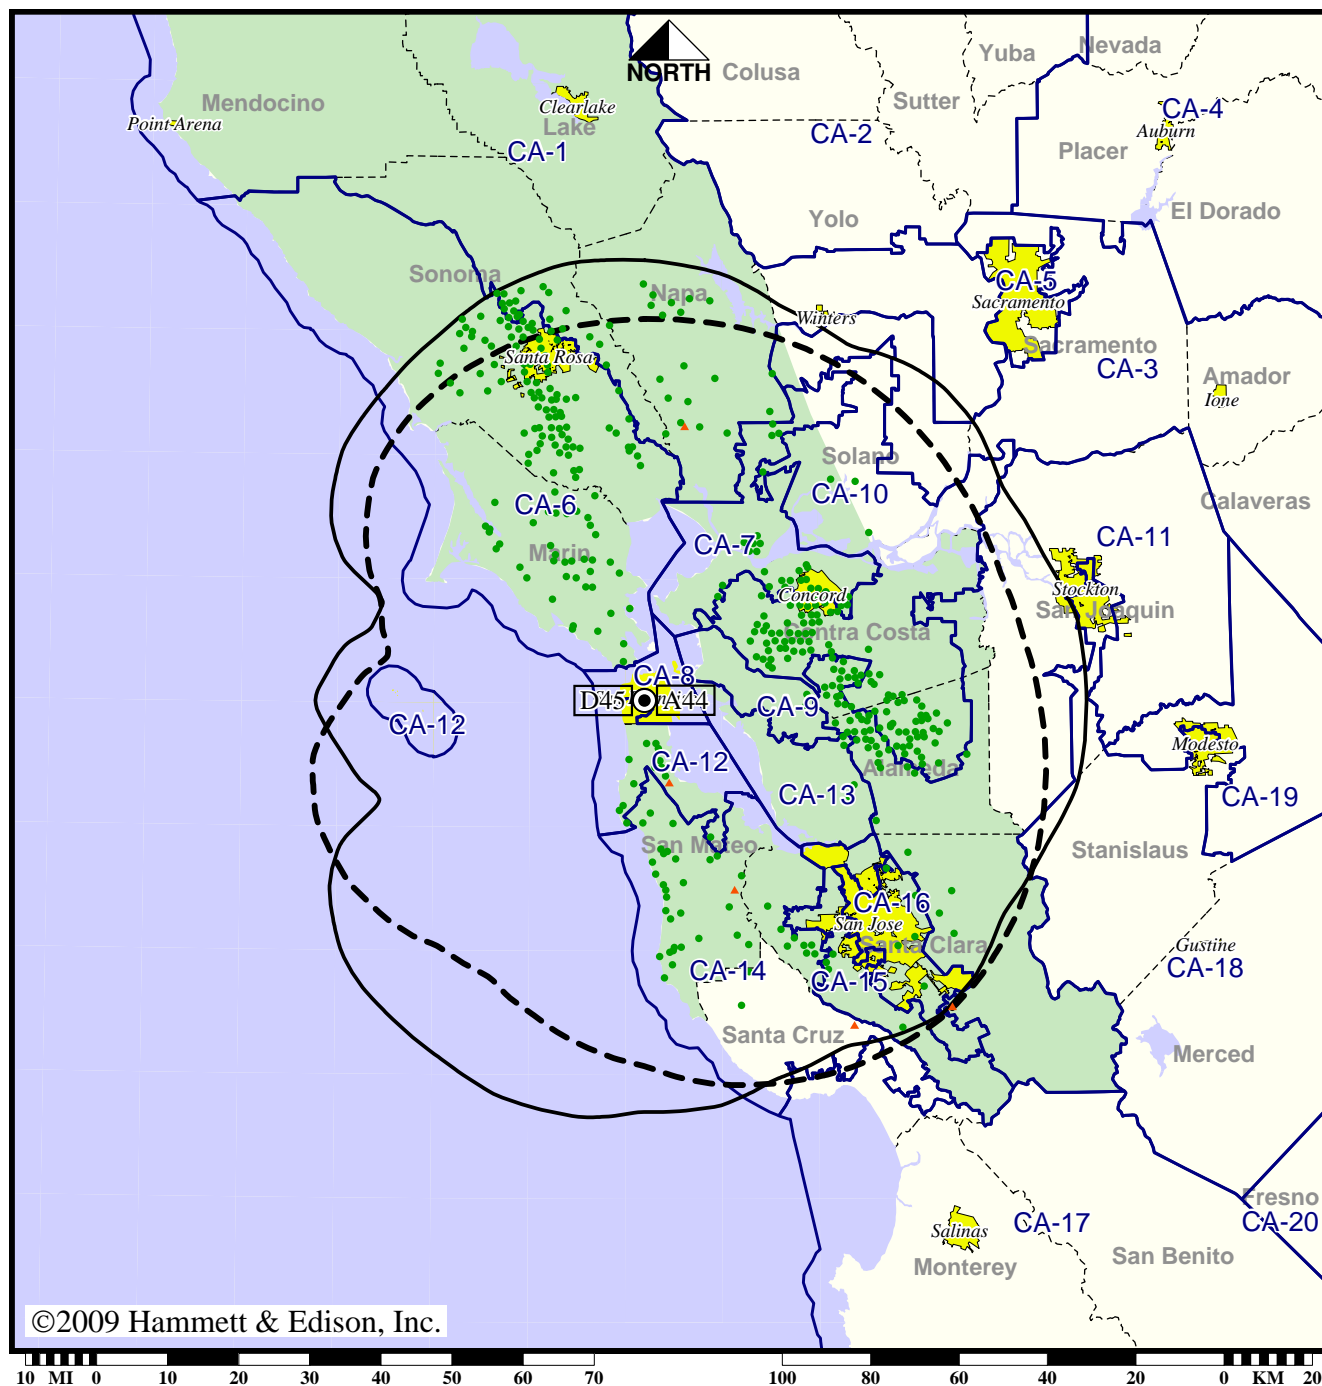 NORTH
Colusa
Yuba
Nevada
Mendocino
Clearlake
Sutter
CA-4
Point Arena
Lake
CA-2
Auburn
CA-1
Placer
Yolo
El Dorado
Sonoma
Napa
CA-5
Sacramento
Winters
Santa Rosa
Sacramento
CA-3
Amador
Ione
Solano
CA-6
CA-10
Calaveras
CA-7
CA-11
Marin
Concord
Stockton
San Joaquin
Contra Costa
CA-8
D45
A44
CA-9
CA-12
CA-12
Modesto
Alameda
CA-13
CA-19
San Mateo
Stanislaus
CA-16
San Jose
Santa Clara
Gustine
CA-14
CA-15
CA-18
Santa Cruz
Merced
Fresno
Salinas
CA-17
CA-20
Monterey
San Benito
©2009 Hammett & Edison, Inc.
10 MI 0 10 20 30 40 50 60 70
100 80 60 40 20 0 KM 20